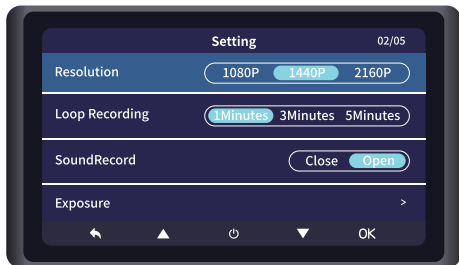 Setting 02/05
Resolution 1080P 1440P 2160P
Loop Recording 1Minutes 3Minutes 5Minutes
SoundRecord Close Open
Exposure >
OK